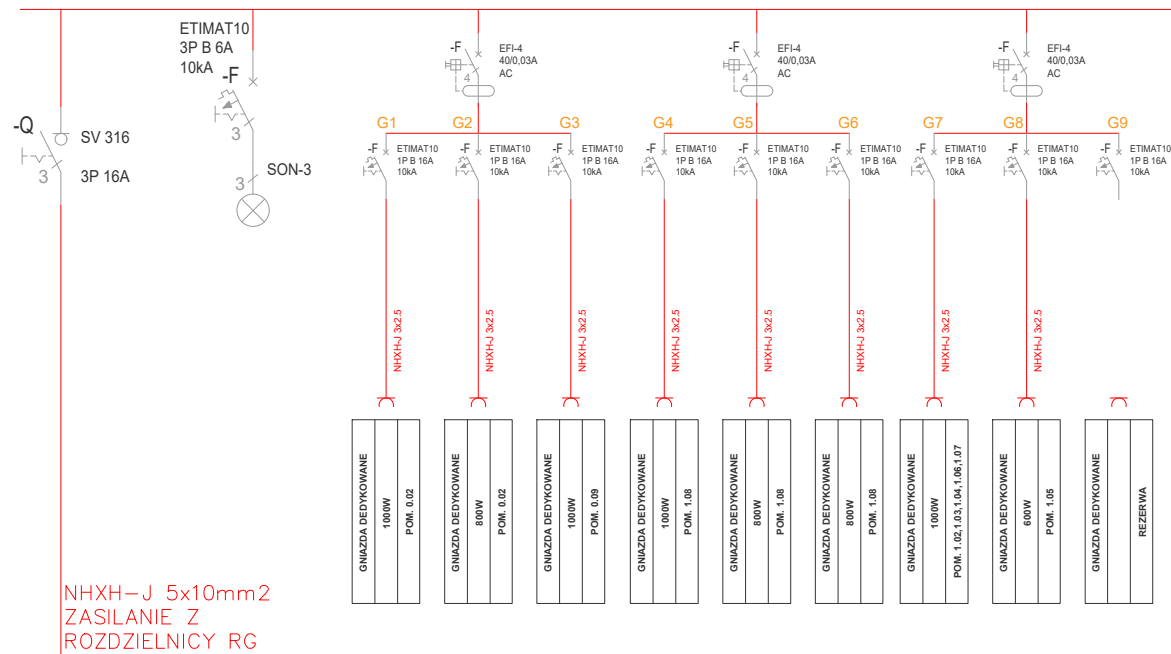 ETIMAT10
3P B 6A
10kA
-F
3
3
SON-3
-Q
SV 316
3
3P 16A
NHXH-J 5x10mm2
ZASILANIE Z
ROZDZIELNICY RG
-F
EFI-4
40/0,03A
AC
4
-F
EFI-4
40/0,03A
AC
4
-F
EFI-4
40/0,03A
AC
4
G1
G2
G3
G4
G5
G6
G7
G8
G9
-F
ETIMAT10
1P B 16A
10kA
-F
ETIMAT10
1P B 16A
10kA
-F
ETIMAT10
1P B 16A
10kA
-F
ETIMAT10
1P B 16A
10kA
-F
ETIMAT10
1P B 16A
10kA
-F
ETIMAT10
1P B 16A
10kA
-F
ETIMAT10
1P B 16A
10kA
-F
ETIMAT10
1P B 16A
10kA
-F
ETIMAT10
1P B 16A
10kA
NHXH-J 3x2.5
NHXH-J 3x2.5
NHXH-J 3x2.5
NHXH-J 3x2.5
NHXH-J 3x2.5
NHXH-J 3x2.5
NHXH-J 3x2.5
NHXH-J 3x2.5
GNIAZDA DEDYKOWANE
1000W
POM. 0.02
GNIAZDA DEDYKOWANE
800W
POM. 0.02
GNIAZDA DEDYKOWANE
1000W
POM. 0.09
GNIAZDA DEDYKOWANE
1000W
POM. 1.08
GNIAZDA DEDYKOWANE
800W
POM. 1.08
GNIAZDA DEDYKOWANE
800W
POM. 1.08
GNIAZDA DEDYKOWANE
1000W
POM. 1.02,1.03,1.04,1.06,1.07
GNIAZDA DEDYKOWANE
600W
POM. 1.05
GNIAZDA DEDYKOWANE
REZERWA